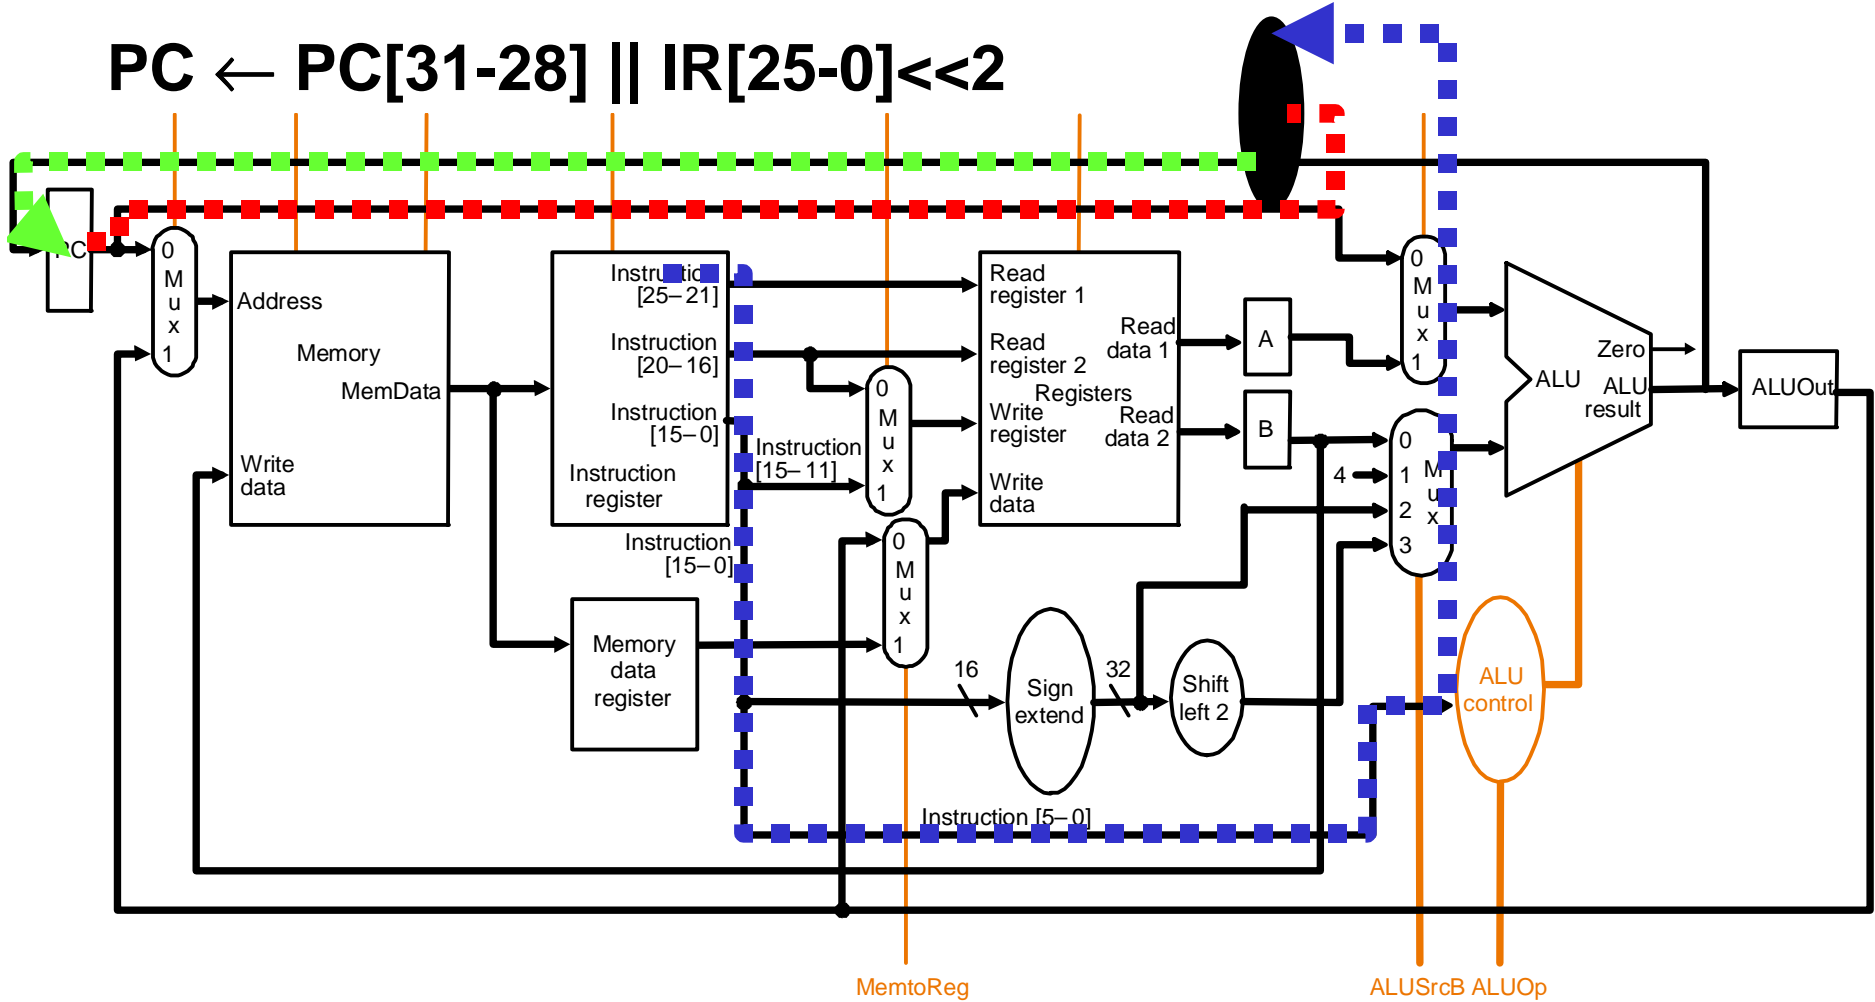 PC ← PC[31-28] || IR[25-0]<<2
PC
0
M
u
x
1
Address
Memory
MemData
Write
data
Instruction
[25–21]
Instruction
[20–16]
Instruction
[15–0]
Instruction
register
Instruction
[15–11]
Instruction
[15–0]
Memory
data
register
0
M
u
x
1
0
M
u
x
1
Read
register 1
Read
register 2
Registers
Write
register
Write
data
Read
data 1
Read
data 2
A
B
4
0
M
u
x
1
0
1
2
3
M
u
x
Zero
ALU
ALU
result
ALUOut
16
Sign
extend
32
Shift
left 2
ALU
control
Instruction [5–0]
MemtoReg
ALUSrcB
ALUOp